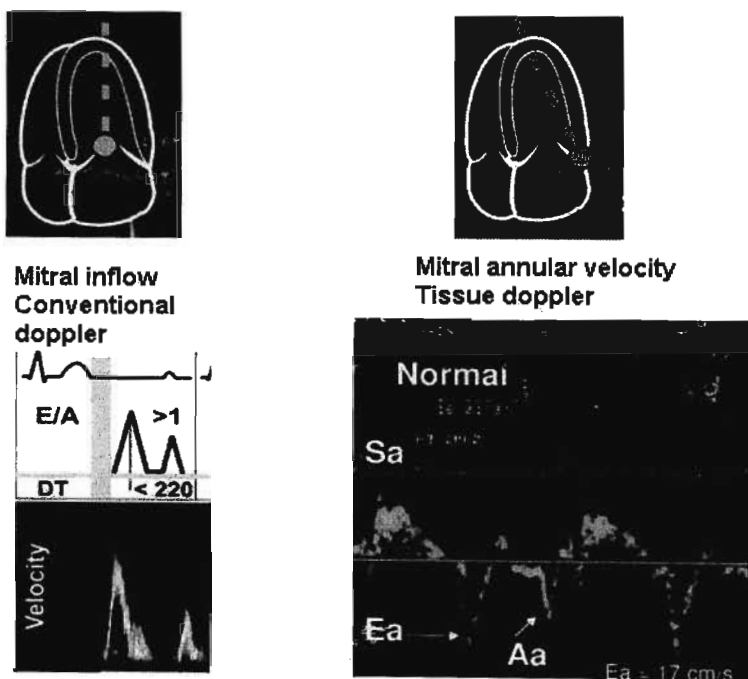 Mitral inflow
Conventional
doppler
E/A >1
DT < 220
Velocity
Mitral annular velocity
Tissue doppler
Normal
Sa
Ea
Aa
Ea = 17 cm/s